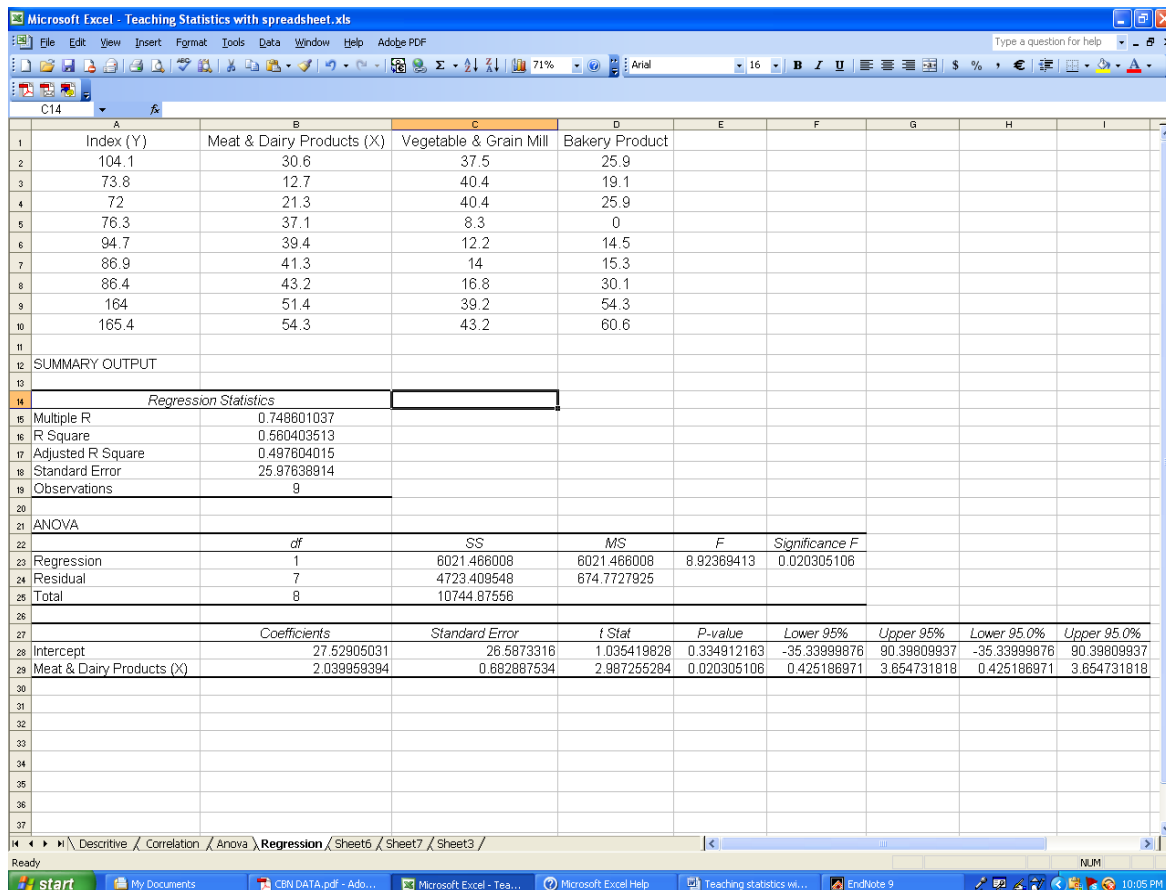 Microsoft Excel - Teaching Statistics with spreadsheet.xls
File Edit View Insert Format Tools Data Window Help Adobe PDF Type a question for help
71% Arial 16 B I U $ % , €
C14 fx
A B C D E F G H I
1 Index (Y) Meat & Dairy Products (X) Vegetable & Grain Mill Bakery Product
2 104.1 30.6 37.5 25.9
3 73.8 12.7 40.4 19.1
4 72 21.3 40.4 25.9
5 76.3 37.1 8.3 0
6 94.7 39.4 12.2 14.5
7 86.9 41.3 14 15.3
8 86.4 43.2 16.8 30.1
9 164 51.4 39.2 54.3
10 165.4 54.3 43.2 60.6
11
12 SUMMARY OUTPUT
13
14 Regression Statistics
15 Multiple R 0.748601037
16 R Square 0.560403513
17 Adjusted R Square 0.497604015
18 Standard Error 25.97638914
19 Observations 9
20
21 ANOVA
22 df SS MS F Significance F
23 Regression 1 6021.466008 6021.466008 8.92369413 0.020305106
24 Residual 7 4723.409548 674.7727925
25 Total 8 10744.87556
26
27 Coefficients Standard Error t Stat P-value Lower 95% Upper 95% Lower 95.0% Upper 95.0%
28 Intercept 27.52905031 26.5873316 1.035419828 0.334912163 -35.33999876 90.39809937 -35.33999876 90.39809937
29 Meat & Dairy Products (X) 2.039959394 0.682887534 2.987255284 0.020305106 0.425186971 3.654731818 0.425186971 3.654731818
30
31
32
33
34
35
36
37
Descritive Correlation Anova Regression Sheet6 Sheet7 Sheet3
Ready NUM
start My Documents CBN DATA.pdf - Ado... Microsoft Excel - Tea... Microsoft Excel Help Teaching statistics wi... EndNote 9 10:05 PM